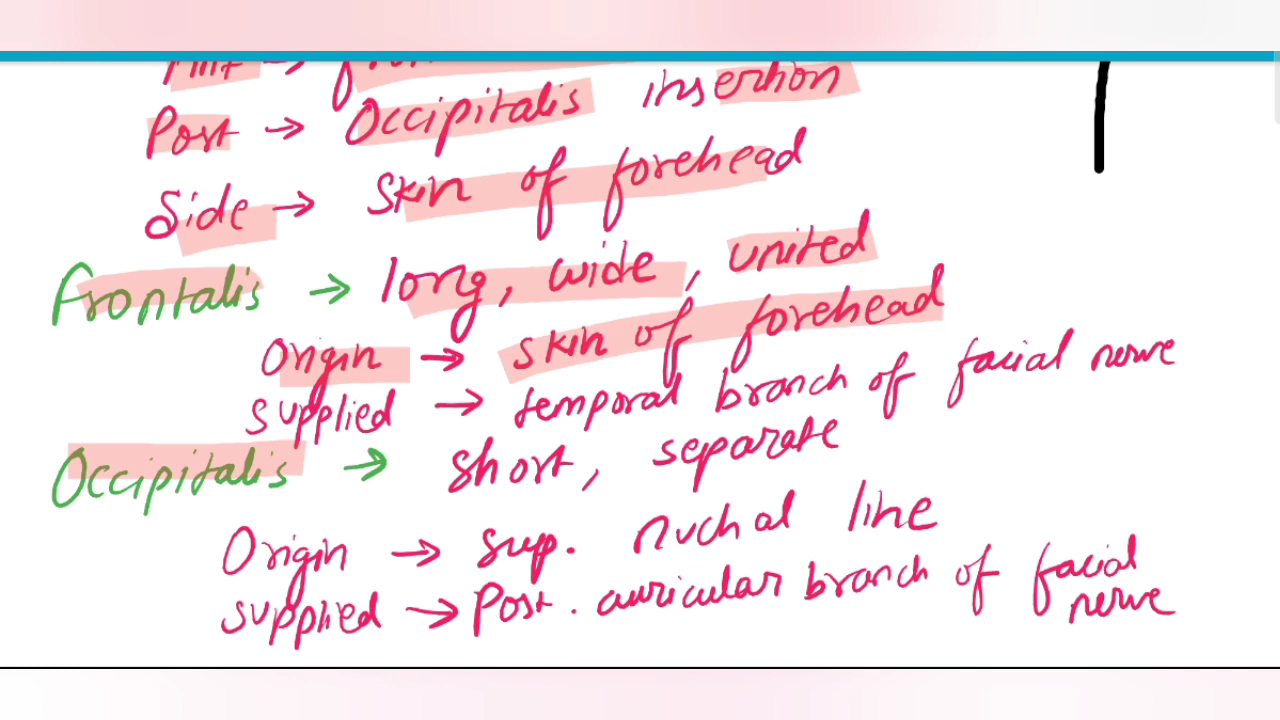 Post → Occipitalis insertion
Side → Skin of forehead
Frontalis → long, wide, united
Origin → skin of forehead
supplied → temporal branch of facial nerve
Occipitalis → short, separate
Origin → sup. nuchal line
supplied → Post. auricular branch of facial
nerve